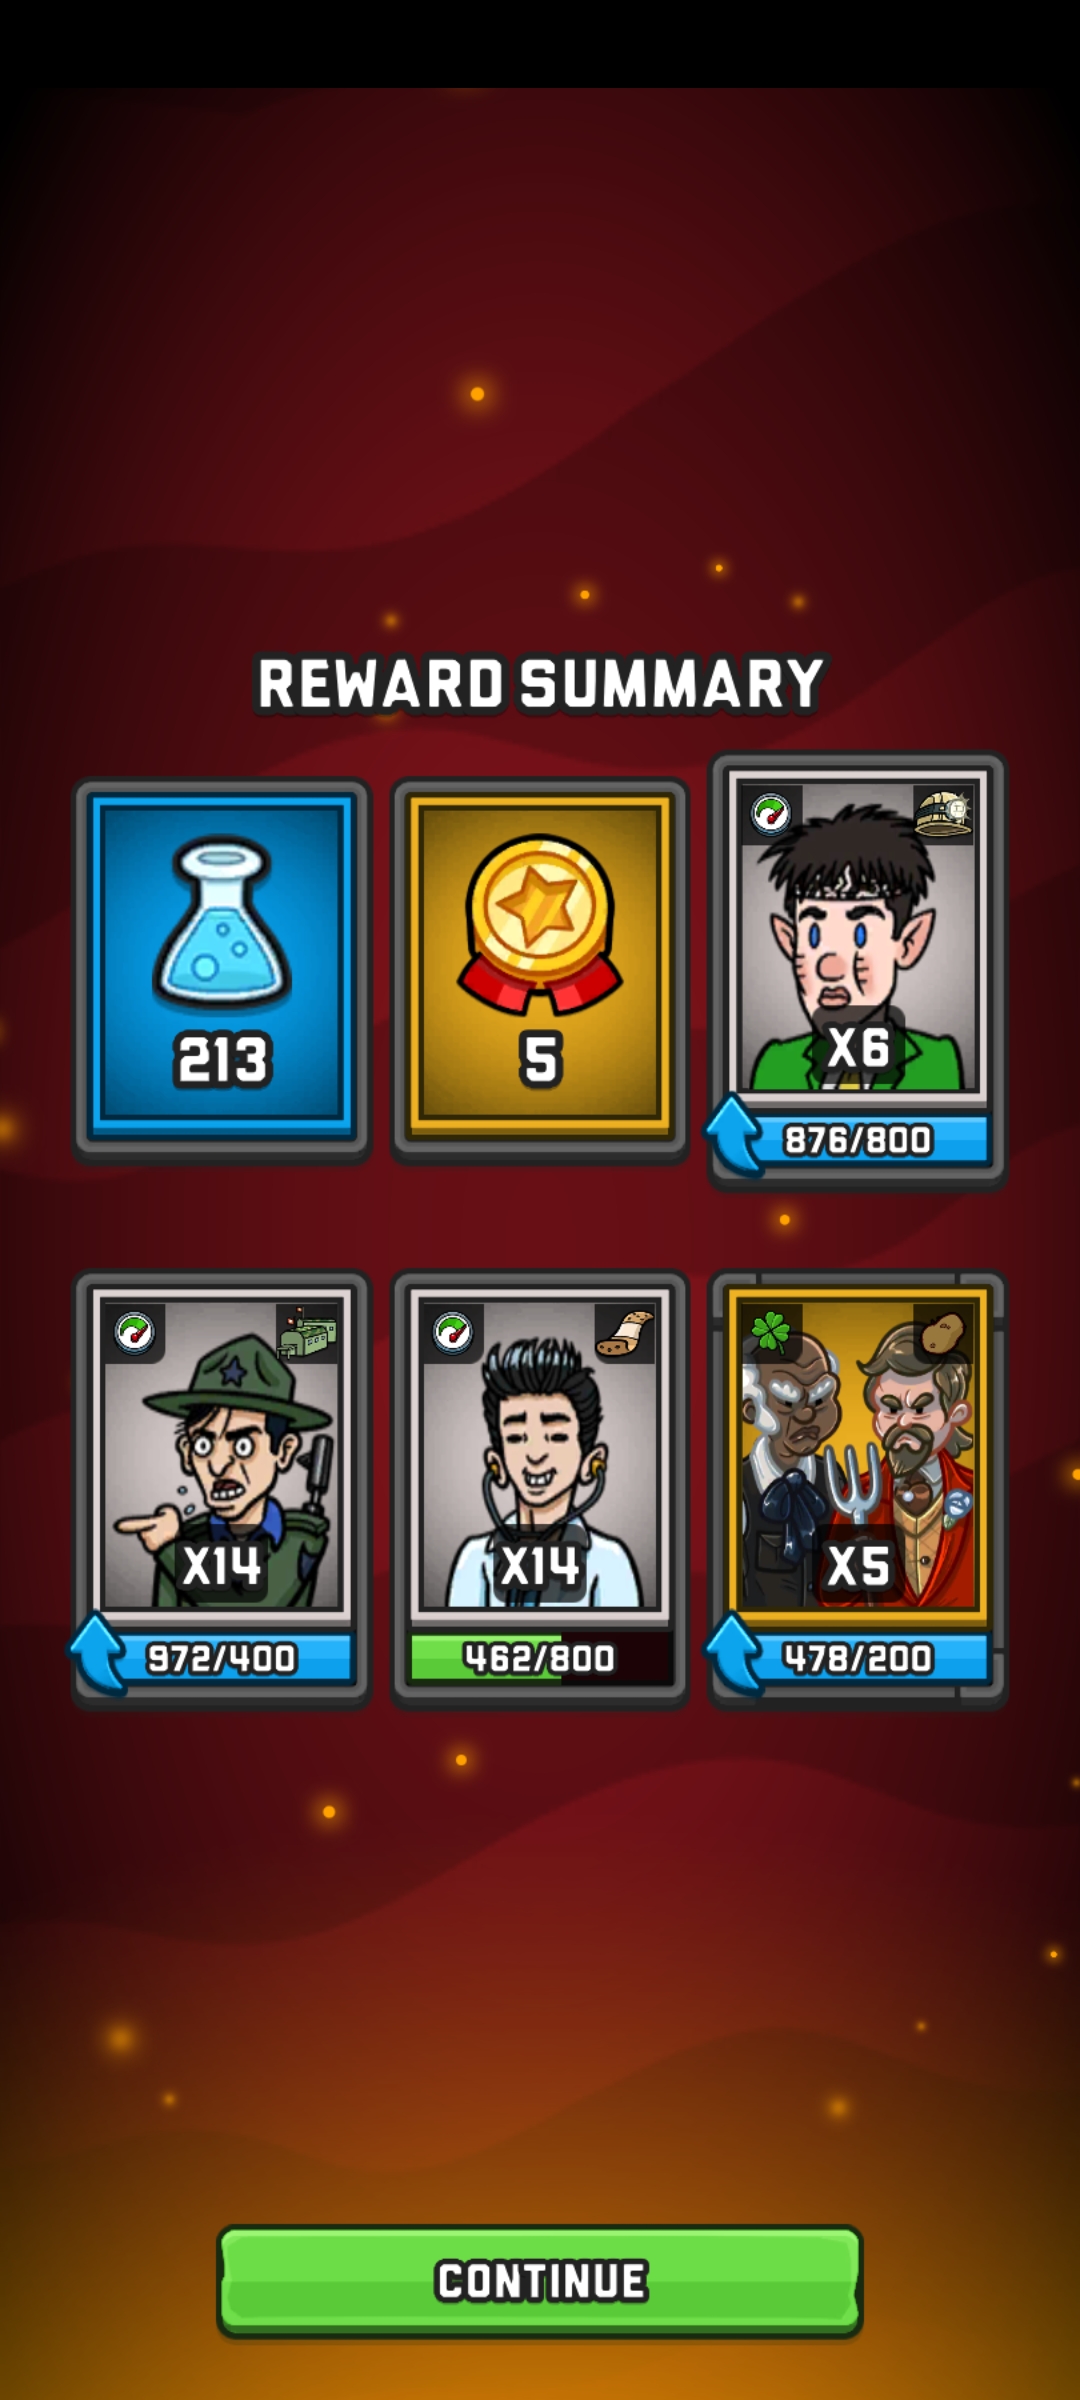 REWARD SUMMARY
213
5
X6
876/800
X14
972/400
X14
462/800
X5
478/200
CONTINUE